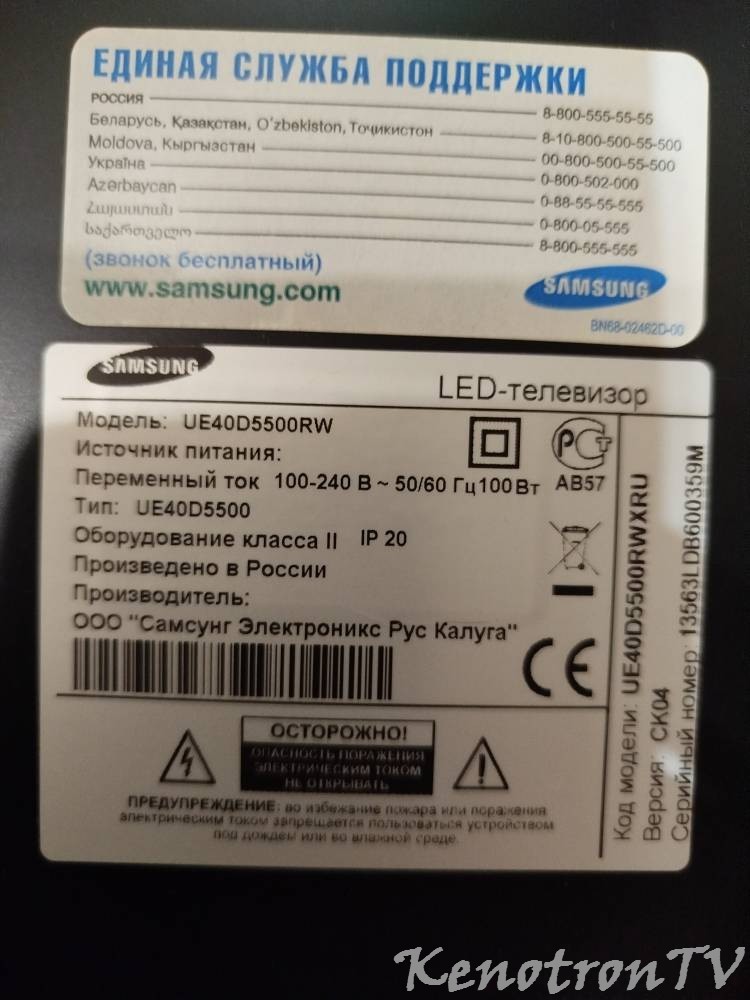 ЕДИНАЯ СЛУЖБА ПОДДЕРЖКИ
РОССИЯ 8-800-555-55-55
Беларусь, Қазақстан, O'zbekiston, Тоҷикистон 8-10-800-500-55-500
Moldova, Кыргызстан 00-800-500-55-500
Україна 0-800-502-000
Azərbaycan 0-88-55-55-555
Հայաստան 0-800-05-555
საქართველო 8-800-555-555
(звонок бесплатный)
www.samsung.com
SAMSUNG
BN68-02462D-00
SAMSUNG
LED-телевизор
Модель: UE40D5500RW
Источник питания:
Переменный ток 100-240 В ~ 50/60 Гц 100 Вт
Тип: UE40D5500
Оборудование класса II IP 20
Произведено в России
Производитель:
ООО "Самсунг Электроникс Рус Калуга"
АВ57
CE
ОСТОРОЖНО!
ОПАСНОСТЬ ПОРАЖЕНИЯ
ЭЛЕКТРИЧЕСКИМ ТОКОМ
НЕ ОТКРЫВАТЬ
ПРЕДУПРЕЖДЕНИЕ: во избежание пожара или поражения
электрическим током запрещается пользоваться устройством
под дождем или во влажной среде.
Код модели: UE40D5500RWXRU
Версия: CK04
Серийный номер: 13563LDB600359M
KenotronTV